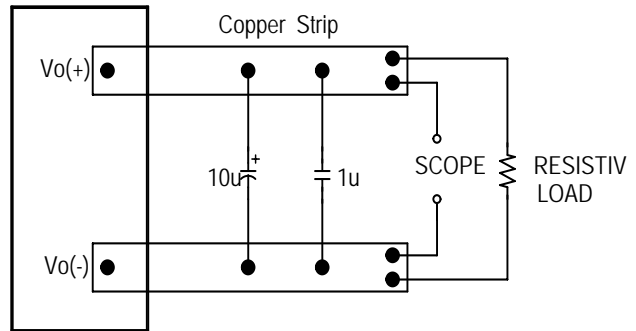 Copper Strip
Vo(+)
+
10u
1u
SCOPE
RESISTIV
LOAD
Vo(-)